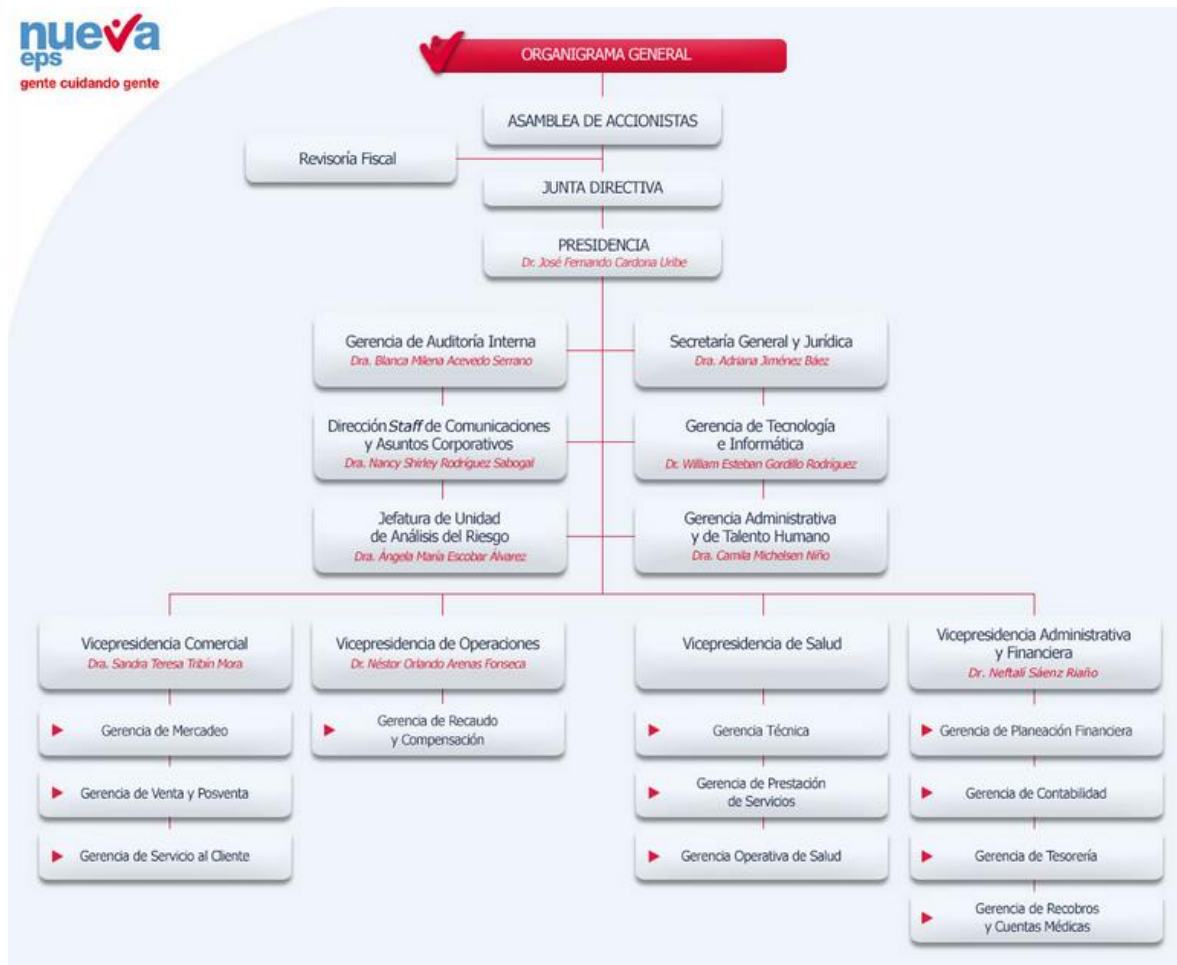 nueva
eps
gente cuidando gente
ORGANIGRAMA GENERAL
ASAMBLEA DE ACCIONISTAS
Revisoría Fiscal
JUNTA DIRECTIVA
PRESIDENCIA
Dr. José Fernando Cardona Uribe
Gerencia de Auditoría Interna
Dra. Blanca Milena Acevedo Serrano
Secretaría General y Jurídica
Dra. Adriana Jiménez Báez
Dirección Staff de Comunicaciones
y Asuntos Corporativos
Dra. Nancy Shirley Rodríguez Sabogal
Gerencia de Tecnología
e Informática
Dr. William Esteban Gordillo Rodríguez
Jefatura de Unidad
de Análisis del Riesgo
Dra. Ángela María Escobar Álvarez
Gerencia Administrativa
y de Talento Humano
Dra. Camila Michelsen Niño
Vicepresidencia Comercial
Dra. Sandra Teresa Tribín Mora
Gerencia de Mercadeo
Gerencia de Venta y Posventa
Gerencia de Servicio al Cliente
Vicepresidencia de Operaciones
Dr. Néstor Orlando Arenas Fonseca
Gerencia de Recaudo
y Compensación
Vicepresidencia de Salud
Gerencia Técnica
Gerencia de Prestación
de Servicios
Gerencia Operativa de Salud
Vicepresidencia Administrativa
y Financiera
Dr. Neftalí Sáenz Riaño
Gerencia de Planeación Financiera
Gerencia de Contabilidad
Gerencia de Tesorería
Gerencia de Recobros
y Cuentas Médicas